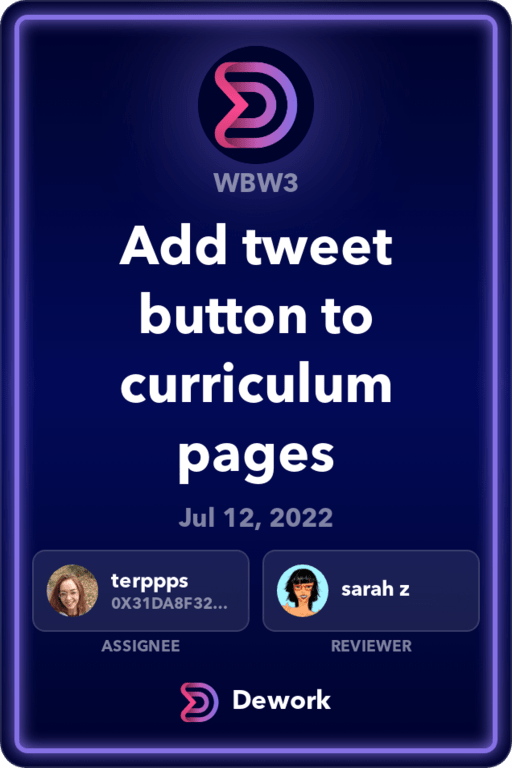 WBW3
Add tweet
button to
curriculum
pages
Jul 12, 2022
terppps
0X31DA8F32...
sarah z
ASSIGNEE
REVIEWER
Dework